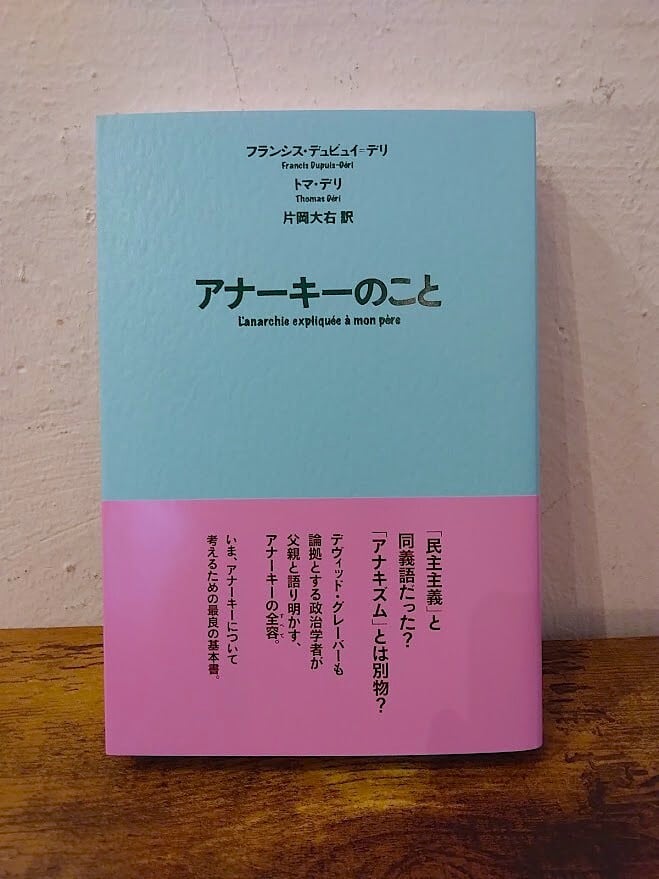 フランシス・デュピュイ=デリ
Francis Dupuis-Déri
トマ・デリ
Thomas Déri
片岡大右 訳
アナーキーのこと
L'anarchie expliquée à mon père
「民主主義」と
同義語だった?
「アナキズム」とは別物?
デヴィッド・グレーバーも
論拠とする政治学者が
父親と語り明かす、
アナーキーの全容。
すべて
いま、アナーキーについて
考えるための最良の基本書。